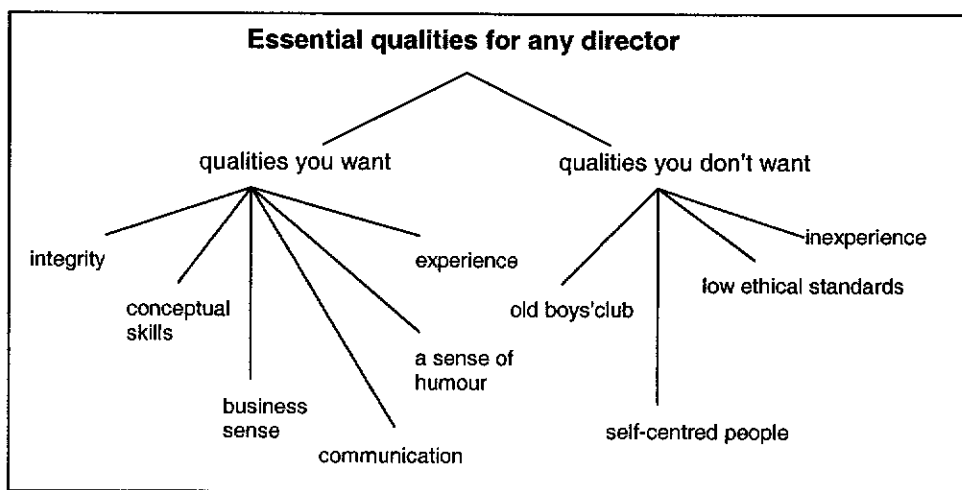 Essential qualities for any director
qualities you want
qualities you don't want
integrity
conceptual
skills
business
sense
communication
a sense of
humour
experience
old boys'club
self-centred people
low ethical standards
inexperience